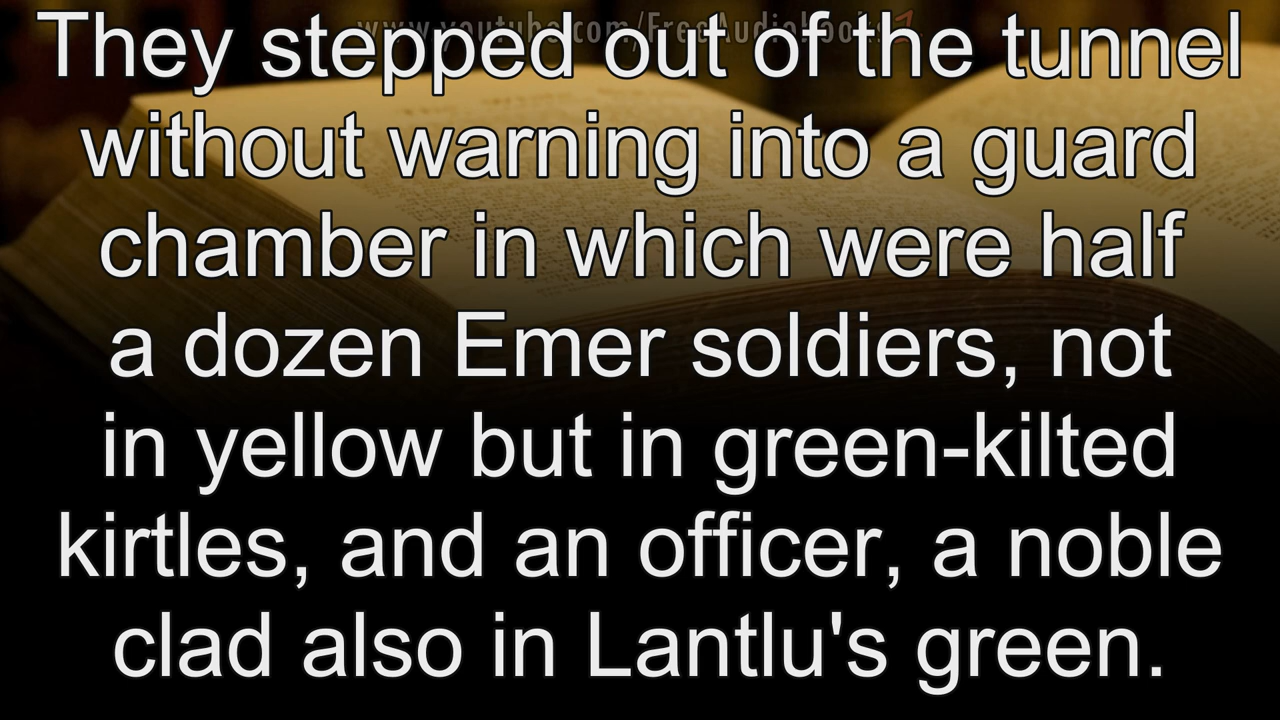 www.youtube.com/FreeAudiobooks1
They stepped out of the tunnel
without warning into a guard
chamber in which were half
a dozen Emer soldiers, not
in yellow but in green-kilted
kirtles, and an officer, a noble
clad also in Lantlu's green.